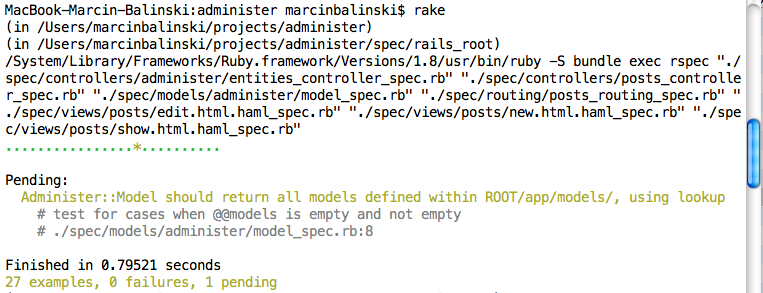 MacBook-Marcin-Balinski:administer marcinbalinski$ rake
(in /Users/marcinbalinski/projects/administer)
(in /Users/marcinbalinski/projects/administer/spec/rails_root)
/System/Library/Frameworks/Ruby.framework/Versions/1.8/usr/bin/ruby -S bundle exec rspec "./
spec/controllers/administer/entities_controller_spec.rb" "./spec/controllers/posts_controlle
r_spec.rb" "./spec/models/administer/model_spec.rb" "./spec/routing/posts_routing_spec.rb" "
./spec/views/posts/edit.html.haml_spec.rb" "./spec/views/posts/new.html.haml_spec.rb" "./spe
c/views/posts/show.html.haml_spec.rb"
................*..........
Pending:
Administer::Model should return all models defined within ROOT/app/models/, using lookup
# test for cases when @@models is empty and not empty
# ./spec/models/administer/model_spec.rb:8
Finished in 0.79521 seconds
27 examples, 0 failures, 1 pending